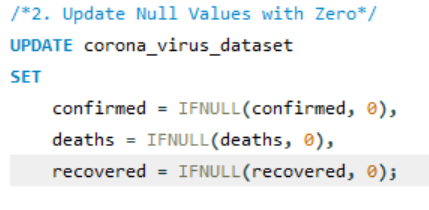 /*2. Update Null Values with Zero*/
UPDATE corona_virus_dataset
SET
    confirmed = IFNULL(confirmed, 0),
    deaths = IFNULL(deaths, 0),
    recovered = IFNULL(recovered, 0);